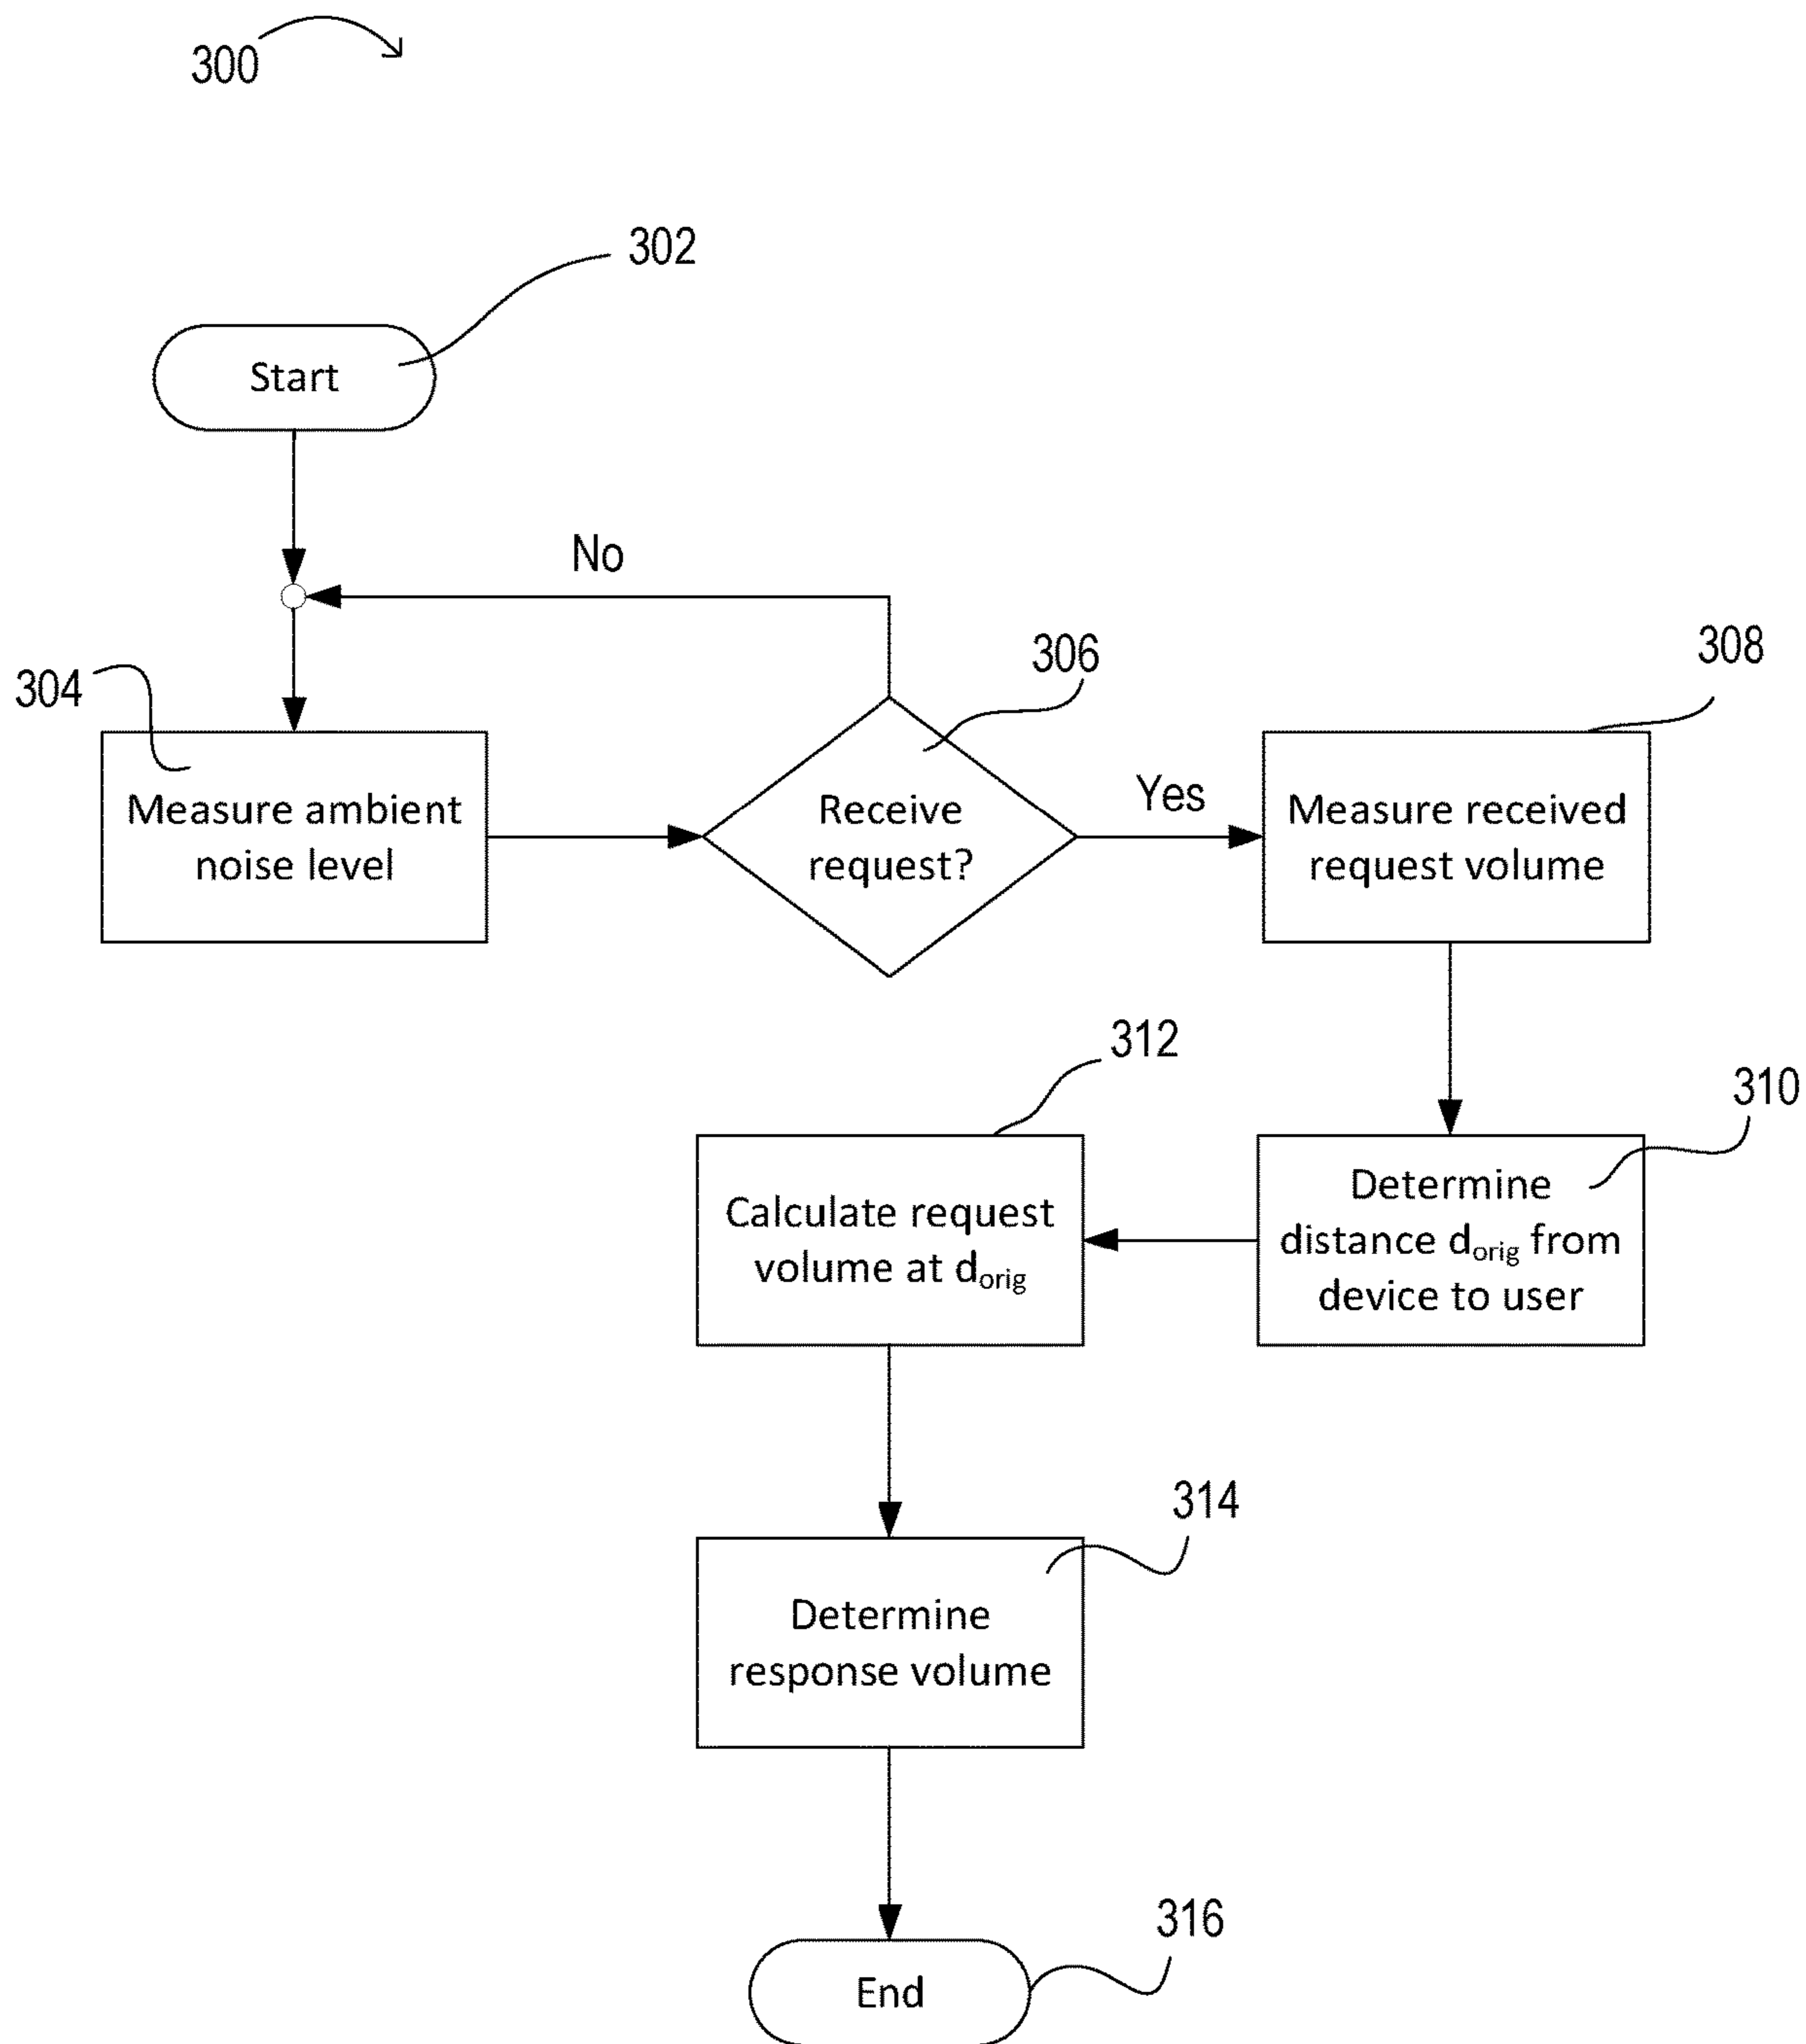 300
302
Start
No
304
306
308
Measure ambient
noise level
Receive
request?
Yes
Measure received
request volume
312
310
Calculate request
volume at dorig
Determine
distance dorig from
device to user
314
Determine
response volume
316
End